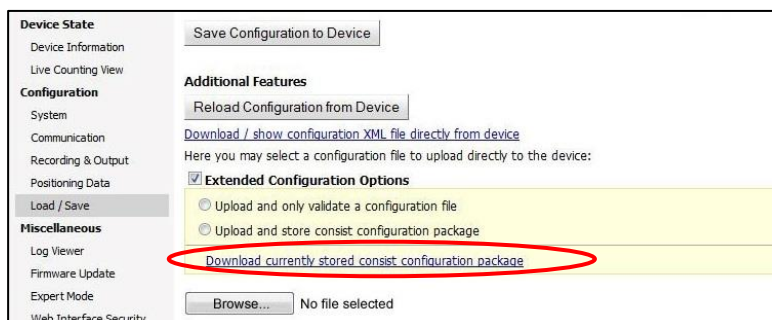 Device State
Device Information
Live Counting View
Configuration
System
Communication
Recording & Output
Positioning Data
Load / Save
Miscellaneous
Log Viewer
Firmware Update
Expert Mode
Web Interface Security
Save Configuration to Device
Additional Features
Reload Configuration from Device
Download / show configuration XML file directly from device
Here you may select a configuration file to upload directly to the device:
Extended Configuration Options
Upload and only validate a configuration file
Upload and store consist configuration package
Download currently stored consist configuration package
Browse... No file selected